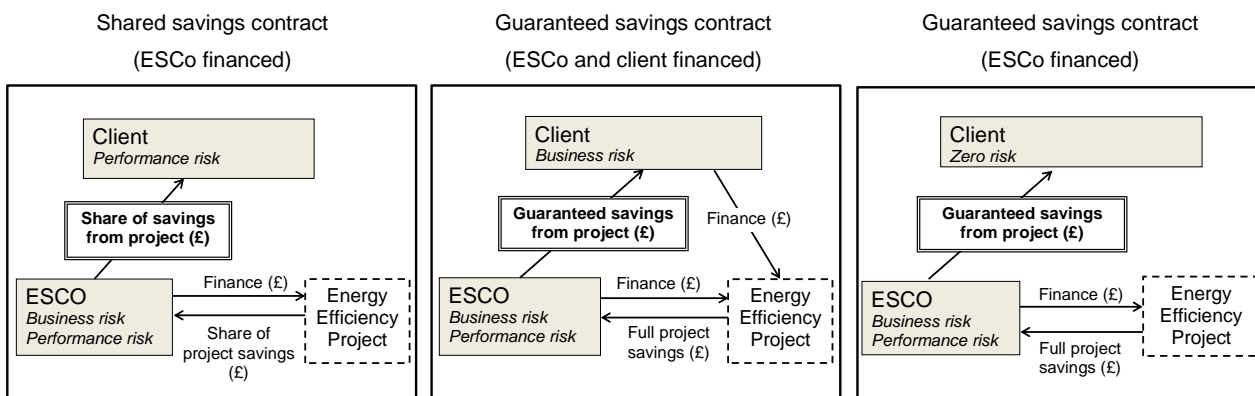 Shared savings contract
(ESCo financed)
Client
Performance risk
Share of savings
from project (£)
ESCO
Business risk
Performance risk
Finance (£)
Share of
project savings
(£)
Energy
Efficiency
Project
Guaranteed savings contract
(ESCo and client financed)
Client
Business risk
Guaranteed savings
from project (£)
Finance (£)
ESCO
Business risk
Performance risk
Finance (£)
Full project
savings (£)
Energy
Efficiency
Project
Guaranteed savings contract
(ESCo financed)
Client
Zero risk
Guaranteed savings
from project (£)
ESCO
Business risk
Performance risk
Finance (£)
Full project
savings (£)
Energy
Efficiency
Project